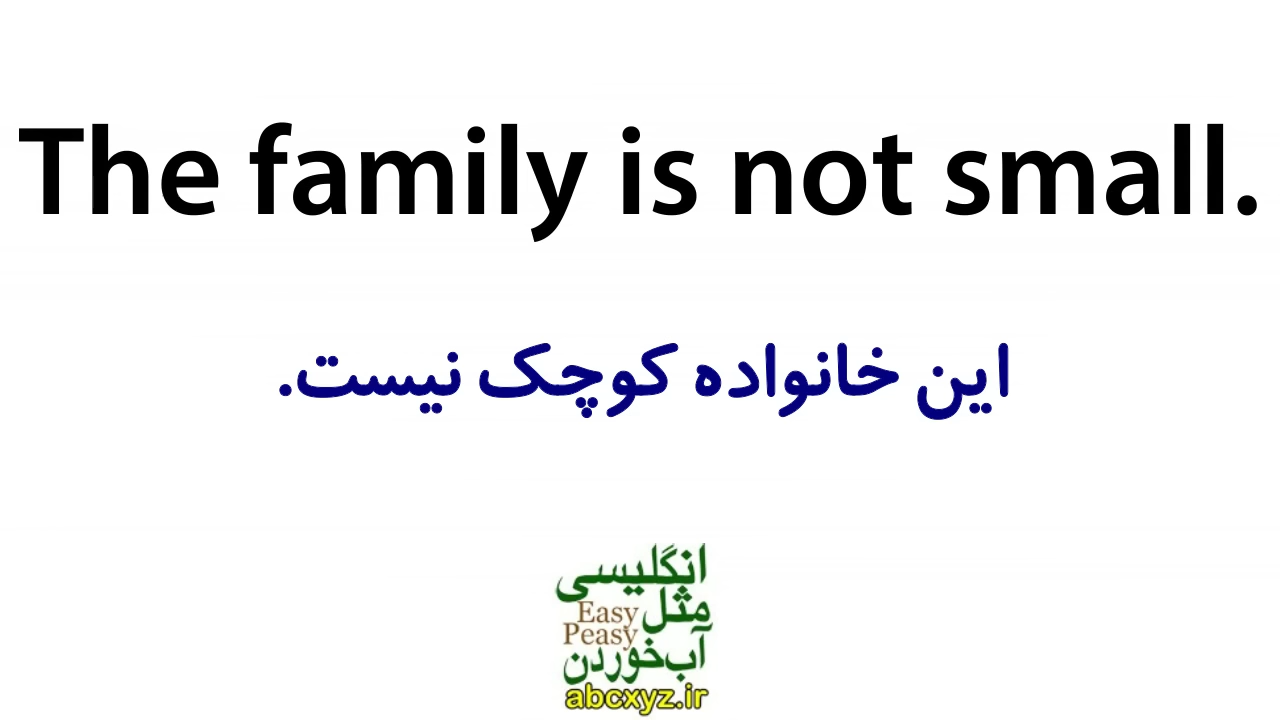 The family is not small.
این خانواده کوچک نیست.
انگلیسی
مثل Easy
Peasy
آب خوردن
abcxyz.ir